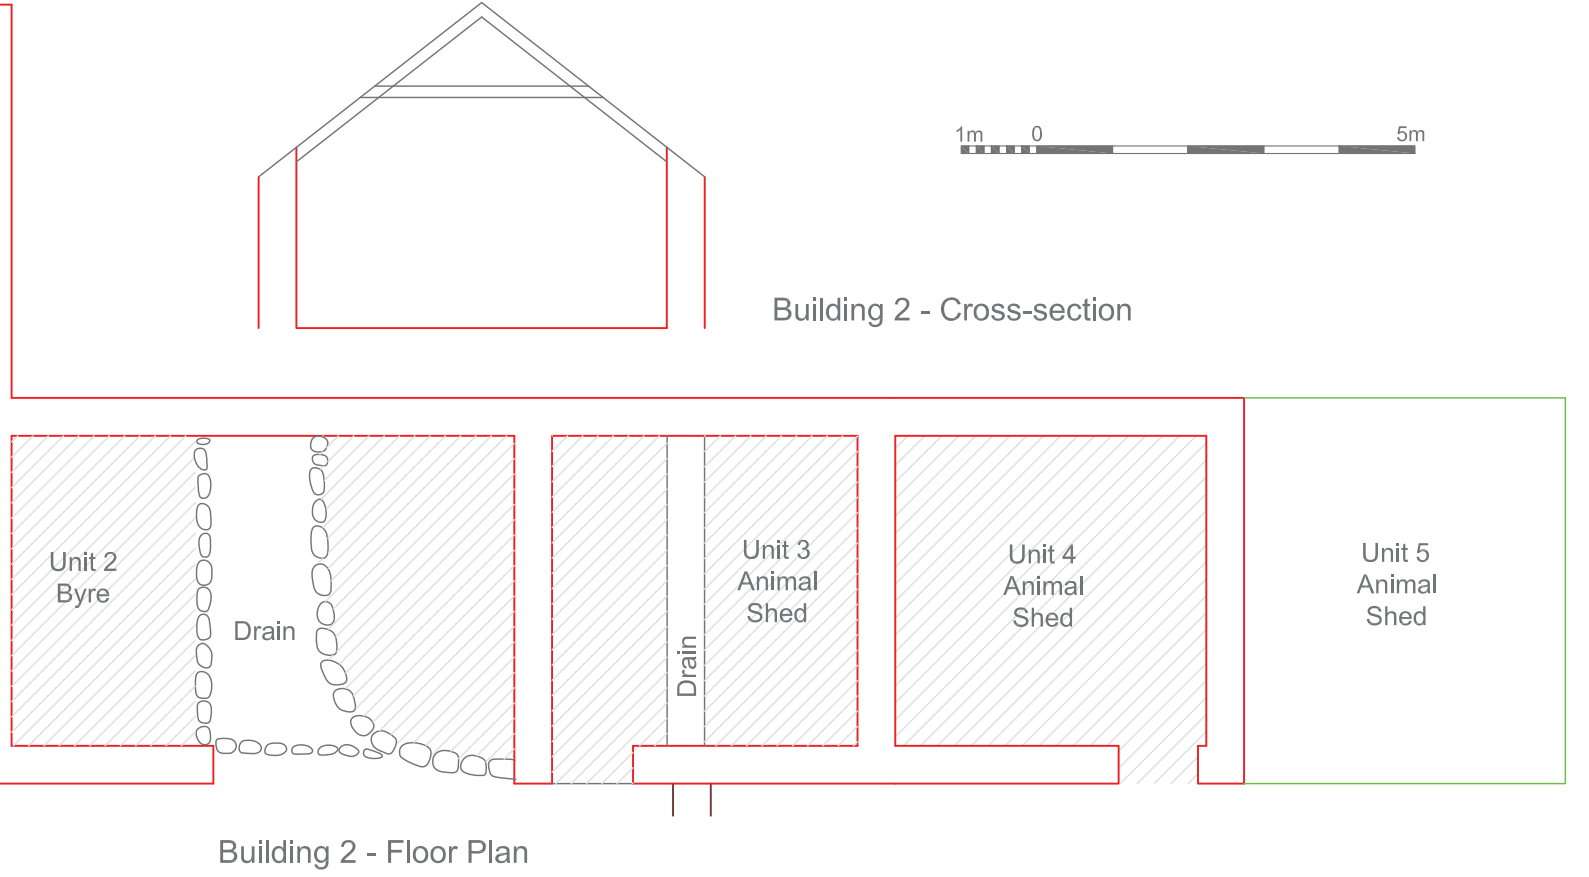 1m 0 5m
Building 2 - Cross-section
Unit 2
Byre
Drain
Drain
Unit 3
Animal
Shed
Unit 4
Animal
Shed
Unit 5
Animal
Shed
Building 2 - Floor Plan